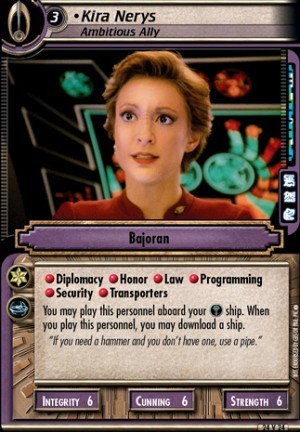 3 •Kira Nerys
Ambitious Ally
Bajoran
Diplomacy Honor Law Programming
Security Transporters
You may play this personnel aboard your ship. When
you play this personnel, you may download a ship.
"If you need a hammer and you don't have one, use a pipe."
INTEGRITY 6 CUNNING 6 STRENGTH 6
24 V 24